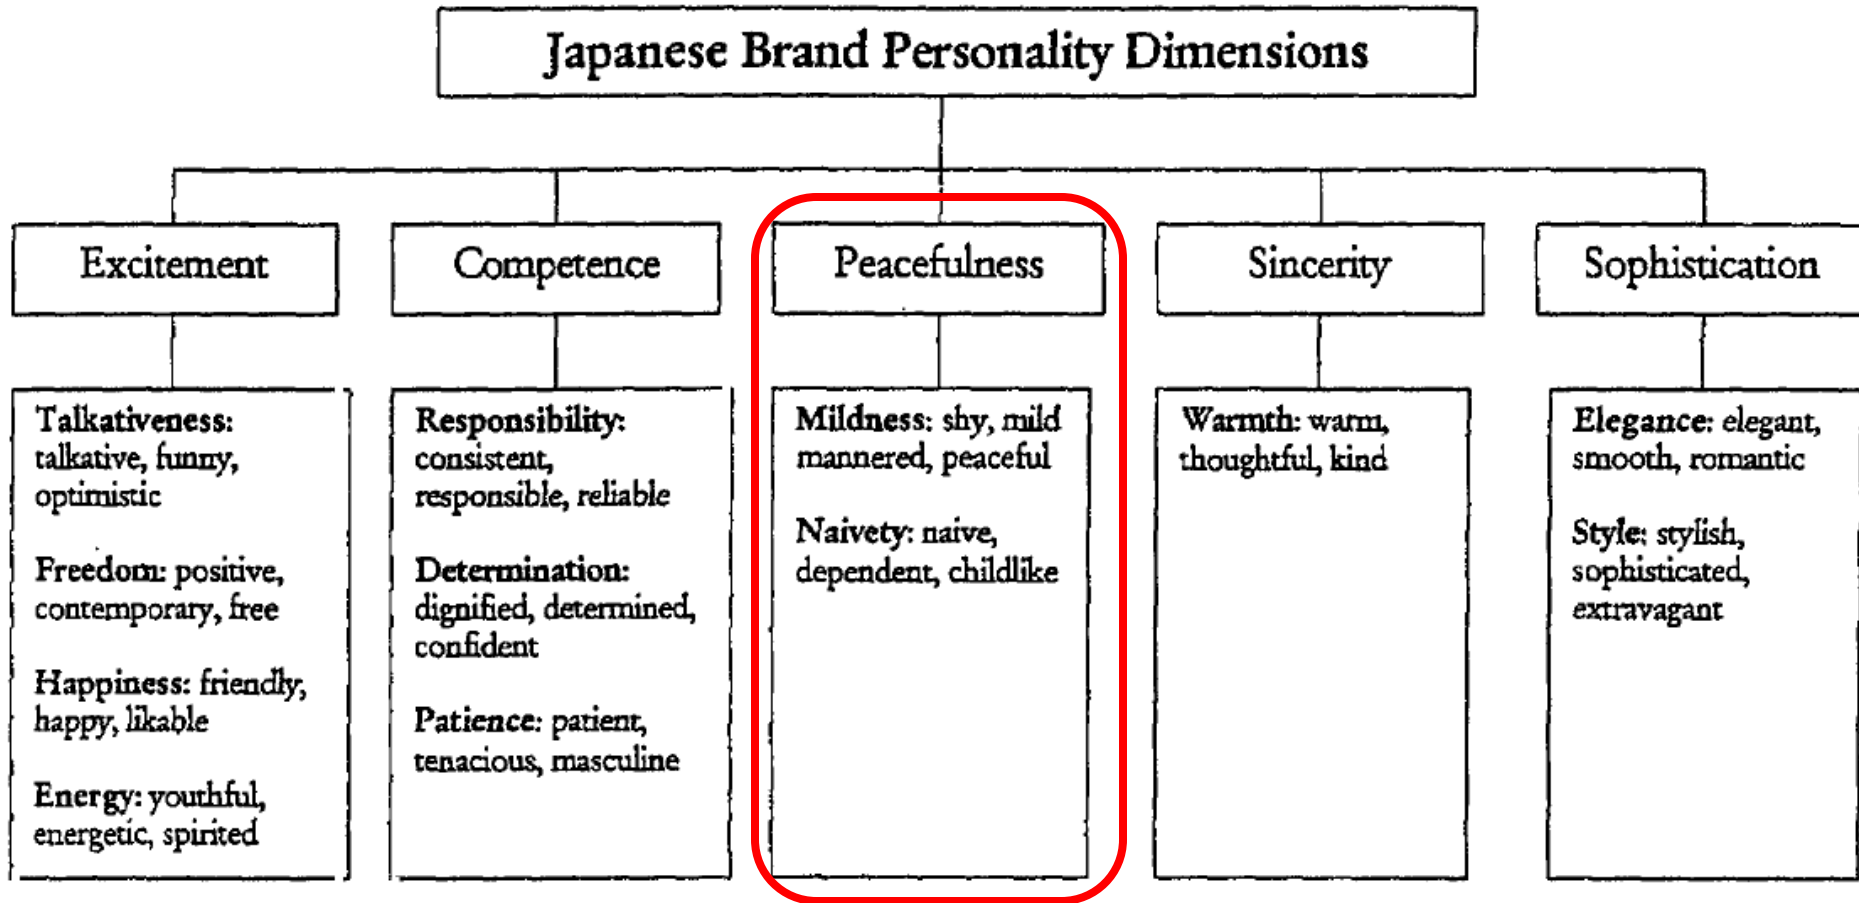 Japanese Brand Personality Dimensions
Excitement
Competence
Peacefulness
Sincerity
Sophistication
Talkativeness:
talkative, funny,
optimistic
Freedom: positive,
contemporary, free
Happiness: friendly,
happy, likable
Energy: youthful,
energetic, spirited
Responsibility:
consistent,
responsible, reliable
Determination:
dignified, determined,
confident
Patience: patient,
tenacious, masculine
Mildness: shy, mild
mannered, peaceful
Naivety: naive,
dependent, childlike
Warmth: warm,
thoughtful, kind
Elegance: elegant,
smooth, romantic
Style: stylish,
sophisticated,
extravagant